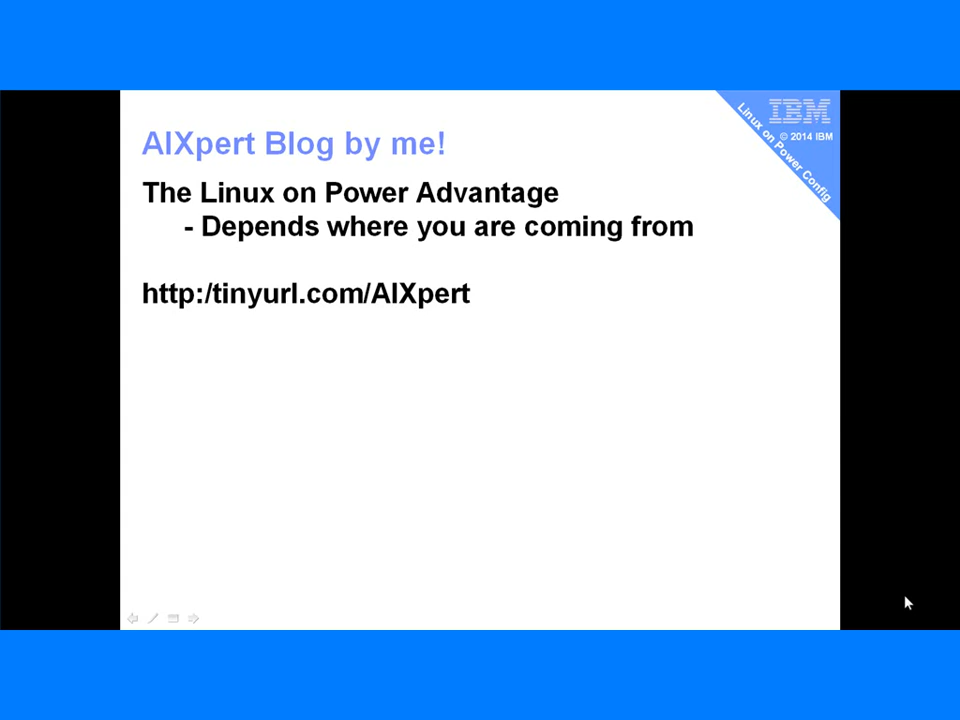 IBM
© 2014 IBM
Linux on Power Config
AIXpert Blog by me!
The Linux on Power Advantage
- Depends where you are coming from
http:/tinyurl.com/AIXpert